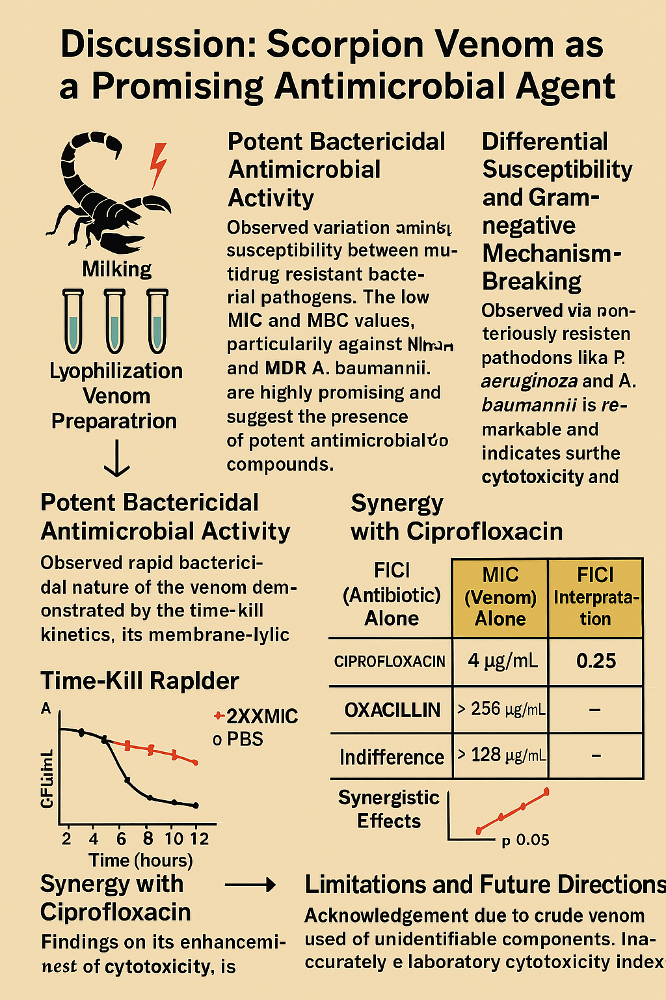 Discussion: Scorpion Venom as
a Promising Antimicrobial Agent
Milking
Lyophilization
Venom
Preparatrion
Potent Bactericidal
Antimicrobial
Activity
Observed variation
susceptibility between mu-
tidrug resistant bacte-
rial pathogens. The low
MIC and MBC values,
particularily against
and MDR A. baumannii.
are highly promising and
suggest the presence
of potent antimicrobial
compounds.
Differential
Susceptibility
and Gram-
negative
Mechanism-
Breaking
Observed via non-
teriously resisten
pathodons lika P.
aeruginoza and A.
baumannii is re-
markable and
indicates surthe
cytotoxicity and
Potent Bactericidal
Antimicrobial Activity
Observed rapid bacterici-
dal nature of the venom dem-
onstrated by the time-kill
kinetics, its membrane-lylic
Time-Kill Raplder
A
2XXMIC
o PBS
2 4 6 8 10 12
Time (hours)
Synergy
with Ciprofloxacin
FICI (Antibiotic) Alone
MIC (Venom) Alone
FICI Interprata-tion
CIPROFLOXACIN 4 µg/mL 0.25
OXACILLIN > 256 µg/mL –
Indifference > 128 µg/mL –
Synergistic
Effects
p 0.05
Synergy with
Ciprofloxacin
Findings on its enhancemi-
nest of cytotoxicity, is
Limitations and Future Directions
Acknowledgement due to crude venom
used of unidentifiable components. Ina-
ccurately e laboratory cytotoxicity index